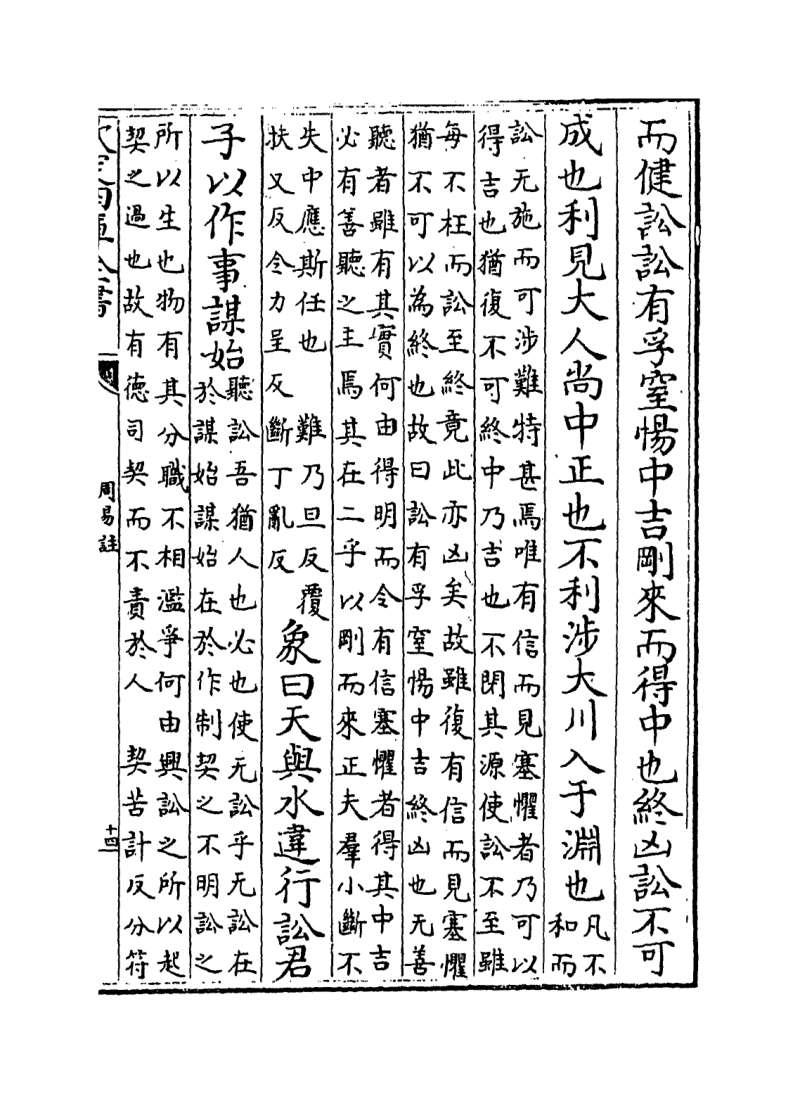 而健訟訟有孚窒惕中吉剛來而得中也終凶訟不可
成也利見大人尚中正也不利涉大川入于淵也凡不
和而
訟无施而可涉難特甚焉唯有信而見塞懼者乃可以
得吉也猶復不可終中乃吉也不閉其源使訟不至雖
每不枉而訟至終竟此亦凶矣故雖復有信而見塞懼
猶不可以為終也故曰訟有孚窒惕中吉終凶也无善
聽者雖有其實何由得明而令有信塞懼者得其中吉
必有善聽之主焉其在二乎以剛而來正夫羣小斷不
失中應斯任也 難乃旦反覆
扶又反令力呈反斷丁亂反
象曰天與水違行訟君
子以作事謀始
聽訟吾猶人也必也使无訟乎无訟在
於謀始謀始在於作制契之不明訟之
所以生也物有其分職不相濫爭何由興訟之所以起
契之過也故有德司契而不責於人 契苦計反分符
周易註
十四